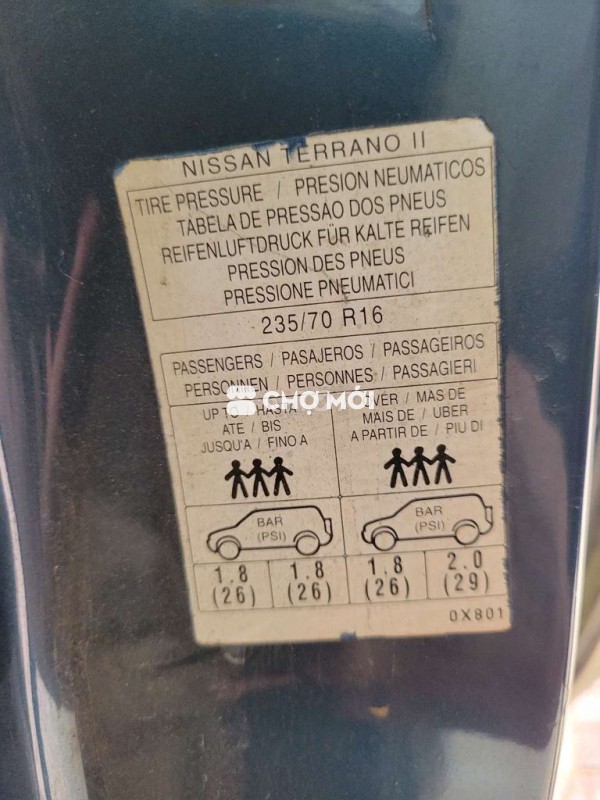 NISSAN TERRANO II
TIRE PRESSURE / PRESION NEUMATICOS
TABELA DE PRESSAO DOS PNEUS
REIFENLUFTDRUCK FÜR KALTE REIFEN
PRESSION DES PNEUS
PRESSIONE PNEUMATICI
235/70 R16
PASSENGERS / PASAJEROS / PASSAGEIROS
PERSONNEN / PERSONNES / PASSAGIERI
CHỢ MỚI
UP TO / HASTA
ATE / BIS
JUSQU'A / FINO A
OVER / MAS DE
MAIS DE / UBER
A PARTIR DE / PIU DI
BAR
(PSI)
BAR
(PSI)
1.8 1.8 1.8 2.0
(26) (26) (26) (29)
0X801